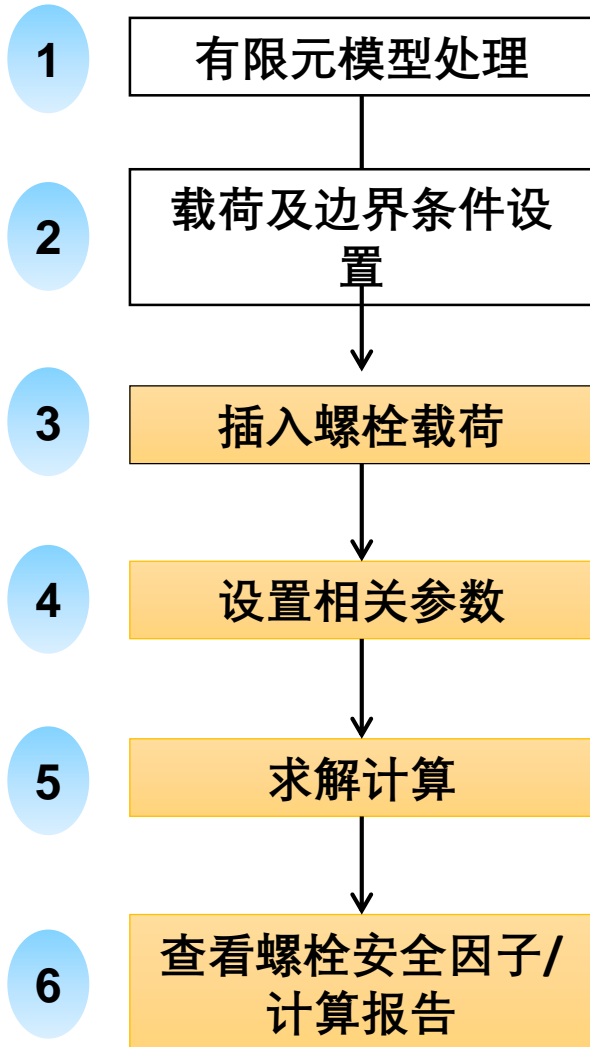 1
有限元模型处理
2
载荷及边界条件设
置
3
插入螺栓载荷
4
设置相关参数
5
求解计算
6
查看螺栓安全因子/
计算报告